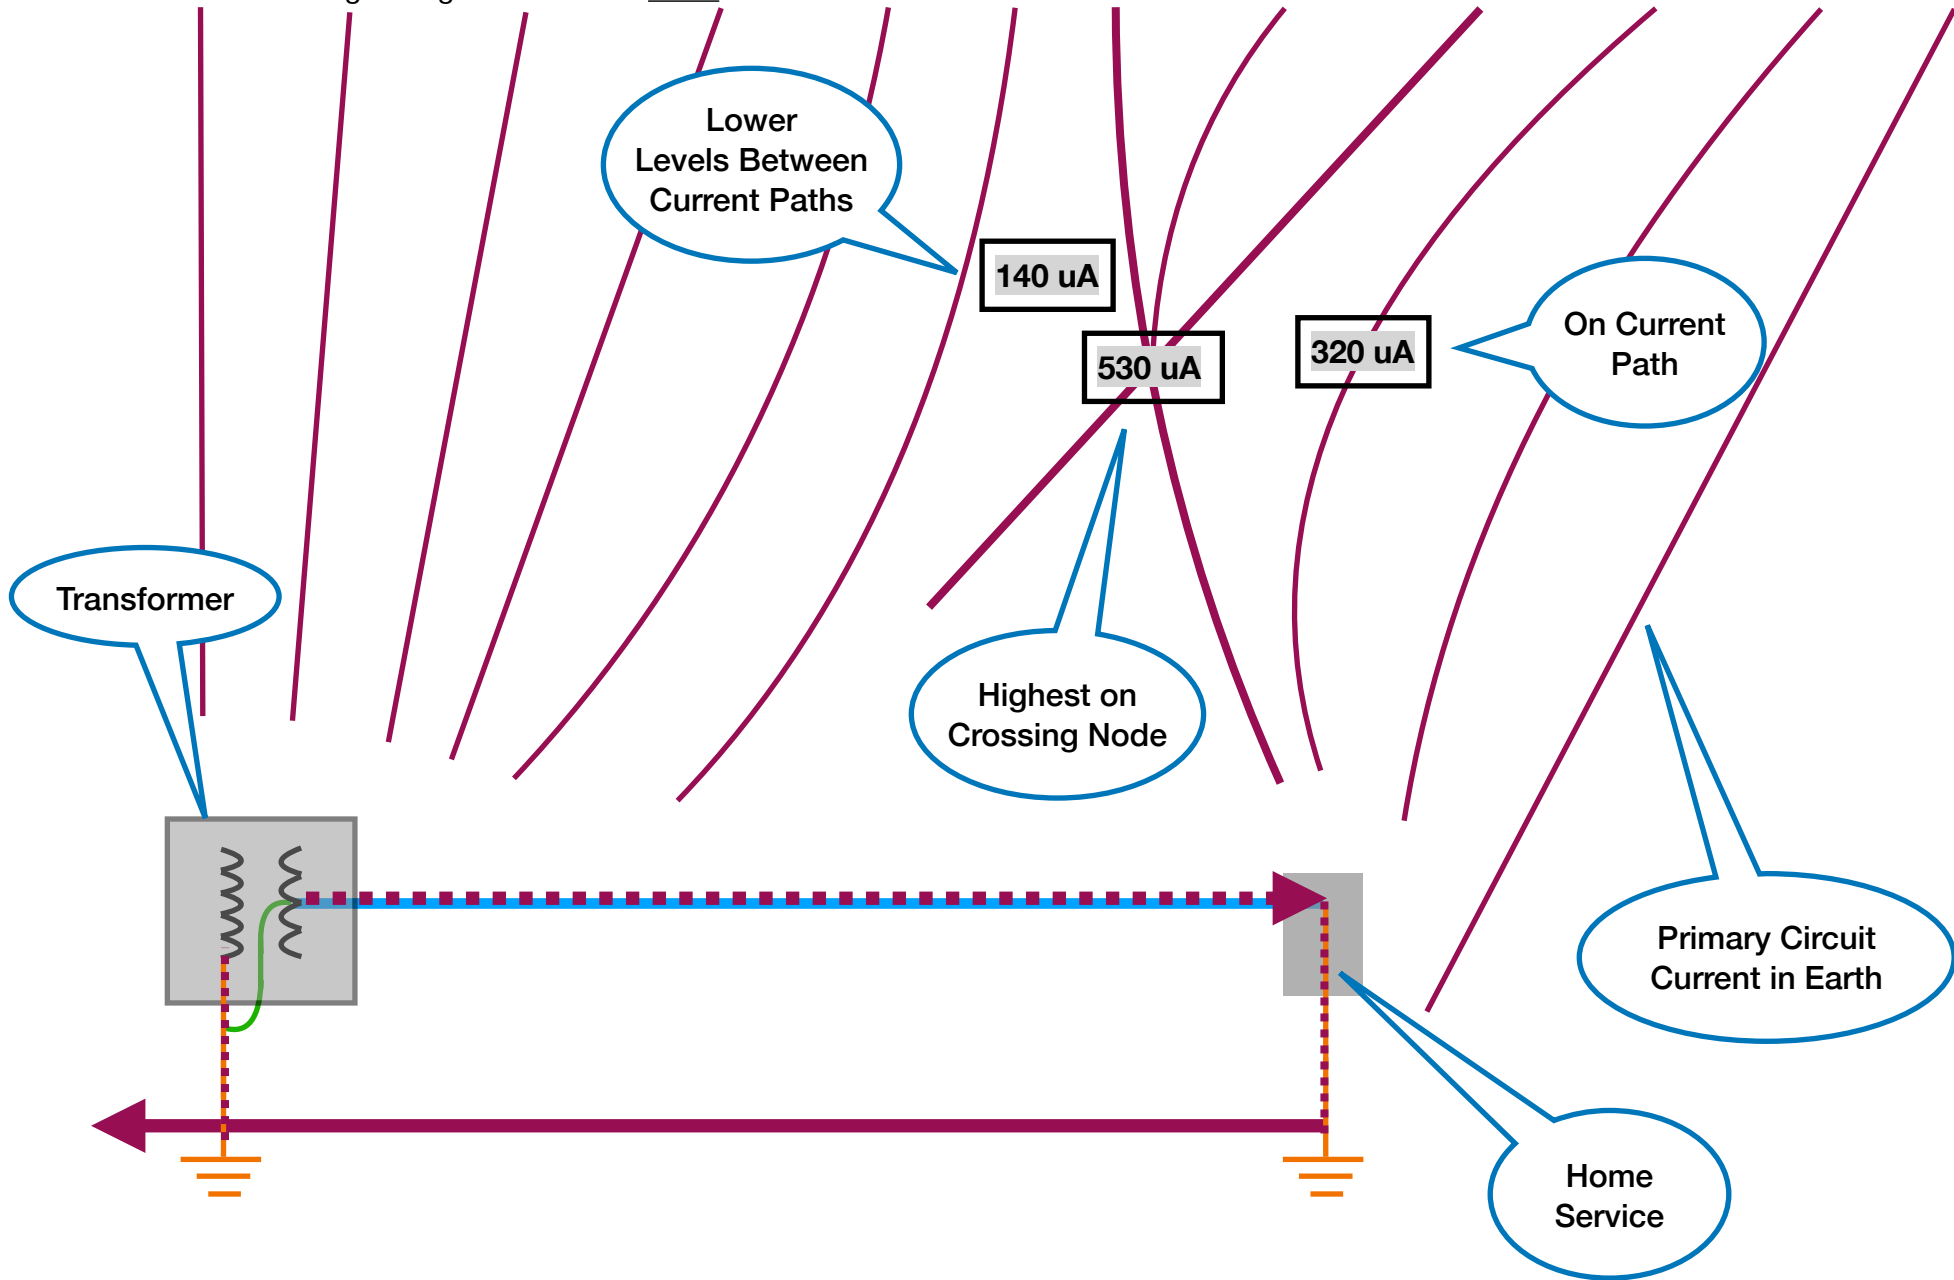 Lower
Levels Between
Current Paths
140 uA
530 uA
320 uA
On Current
Path
Transformer
Highest on
Crossing Node
Primary Circuit
Current in Earth
Home
Service